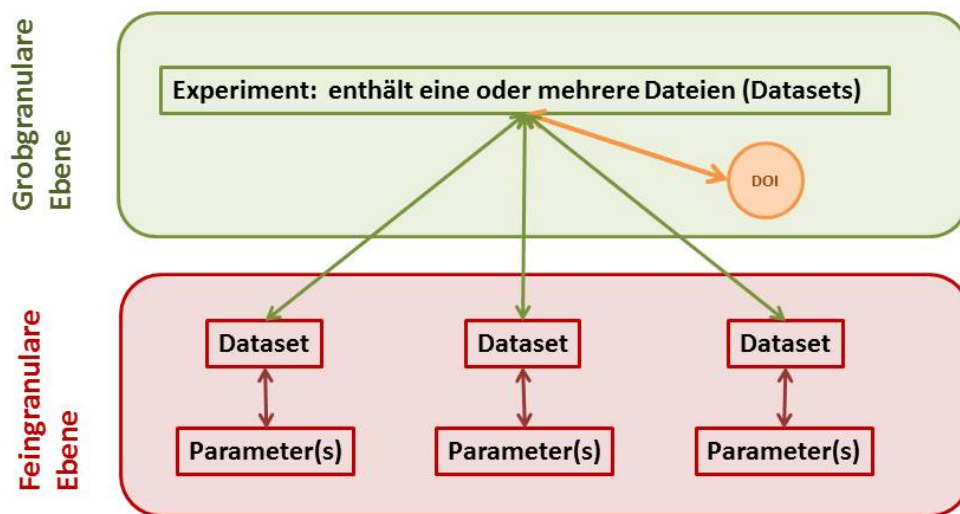 Grobgranulare
Ebene
Experiment: enthält eine oder mehrere Dateien (Datasets)
DOI
Feingranulare
Ebene
Dataset
Dataset
Dataset
Parameter(s)
Parameter(s)
Parameter(s)